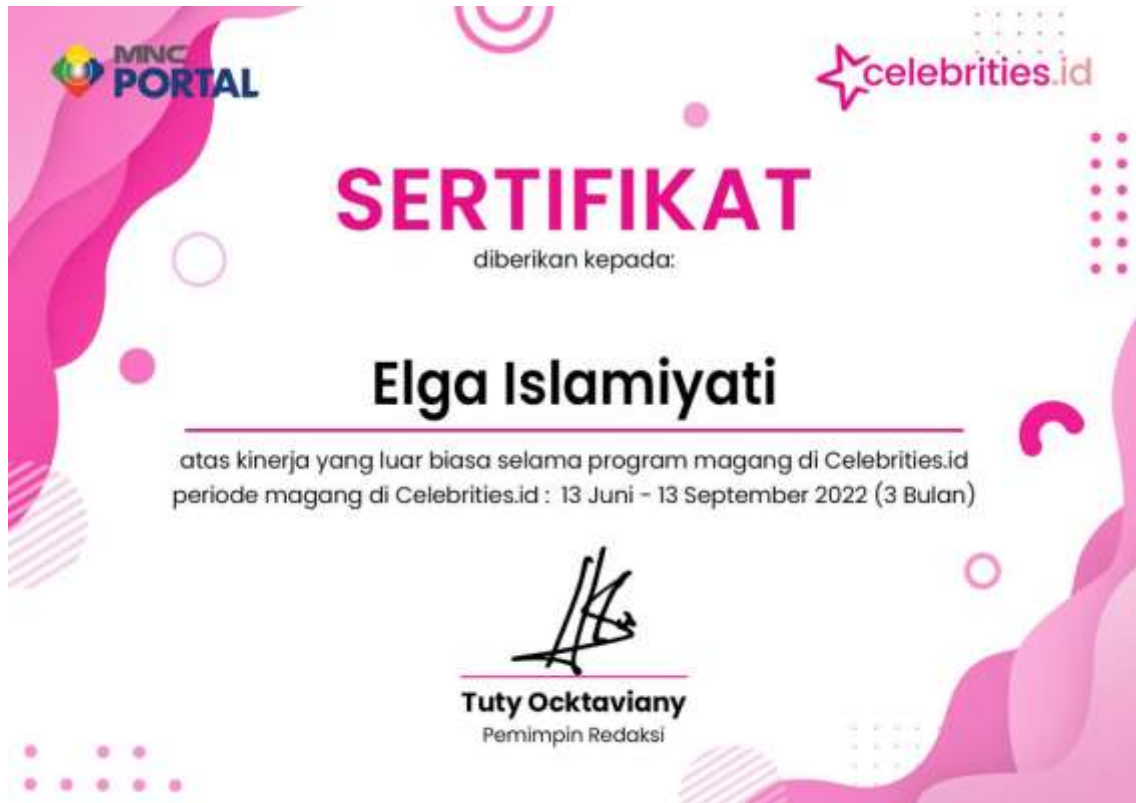 MNC
PORTAL
celebrities.id
SERTIFIKAT
diberikan kepada:
Elga Islamiyati
atas kinerja yang luar biasa selama program magang di Celebrities.id
periode magang di Celebrities.id : 13 Juni - 13 September 2022 (3 Bulan)
Tuty Ocktaviany
Pemimpin Redaksi